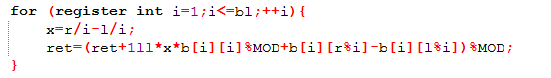 for (register int i=1;i<=bl;++i){
x=r/i-l/i;
ret=(ret+1ll*x*b[i][i]%MOD+b[i][r%i]-b[i][l%i])%MOD;
}